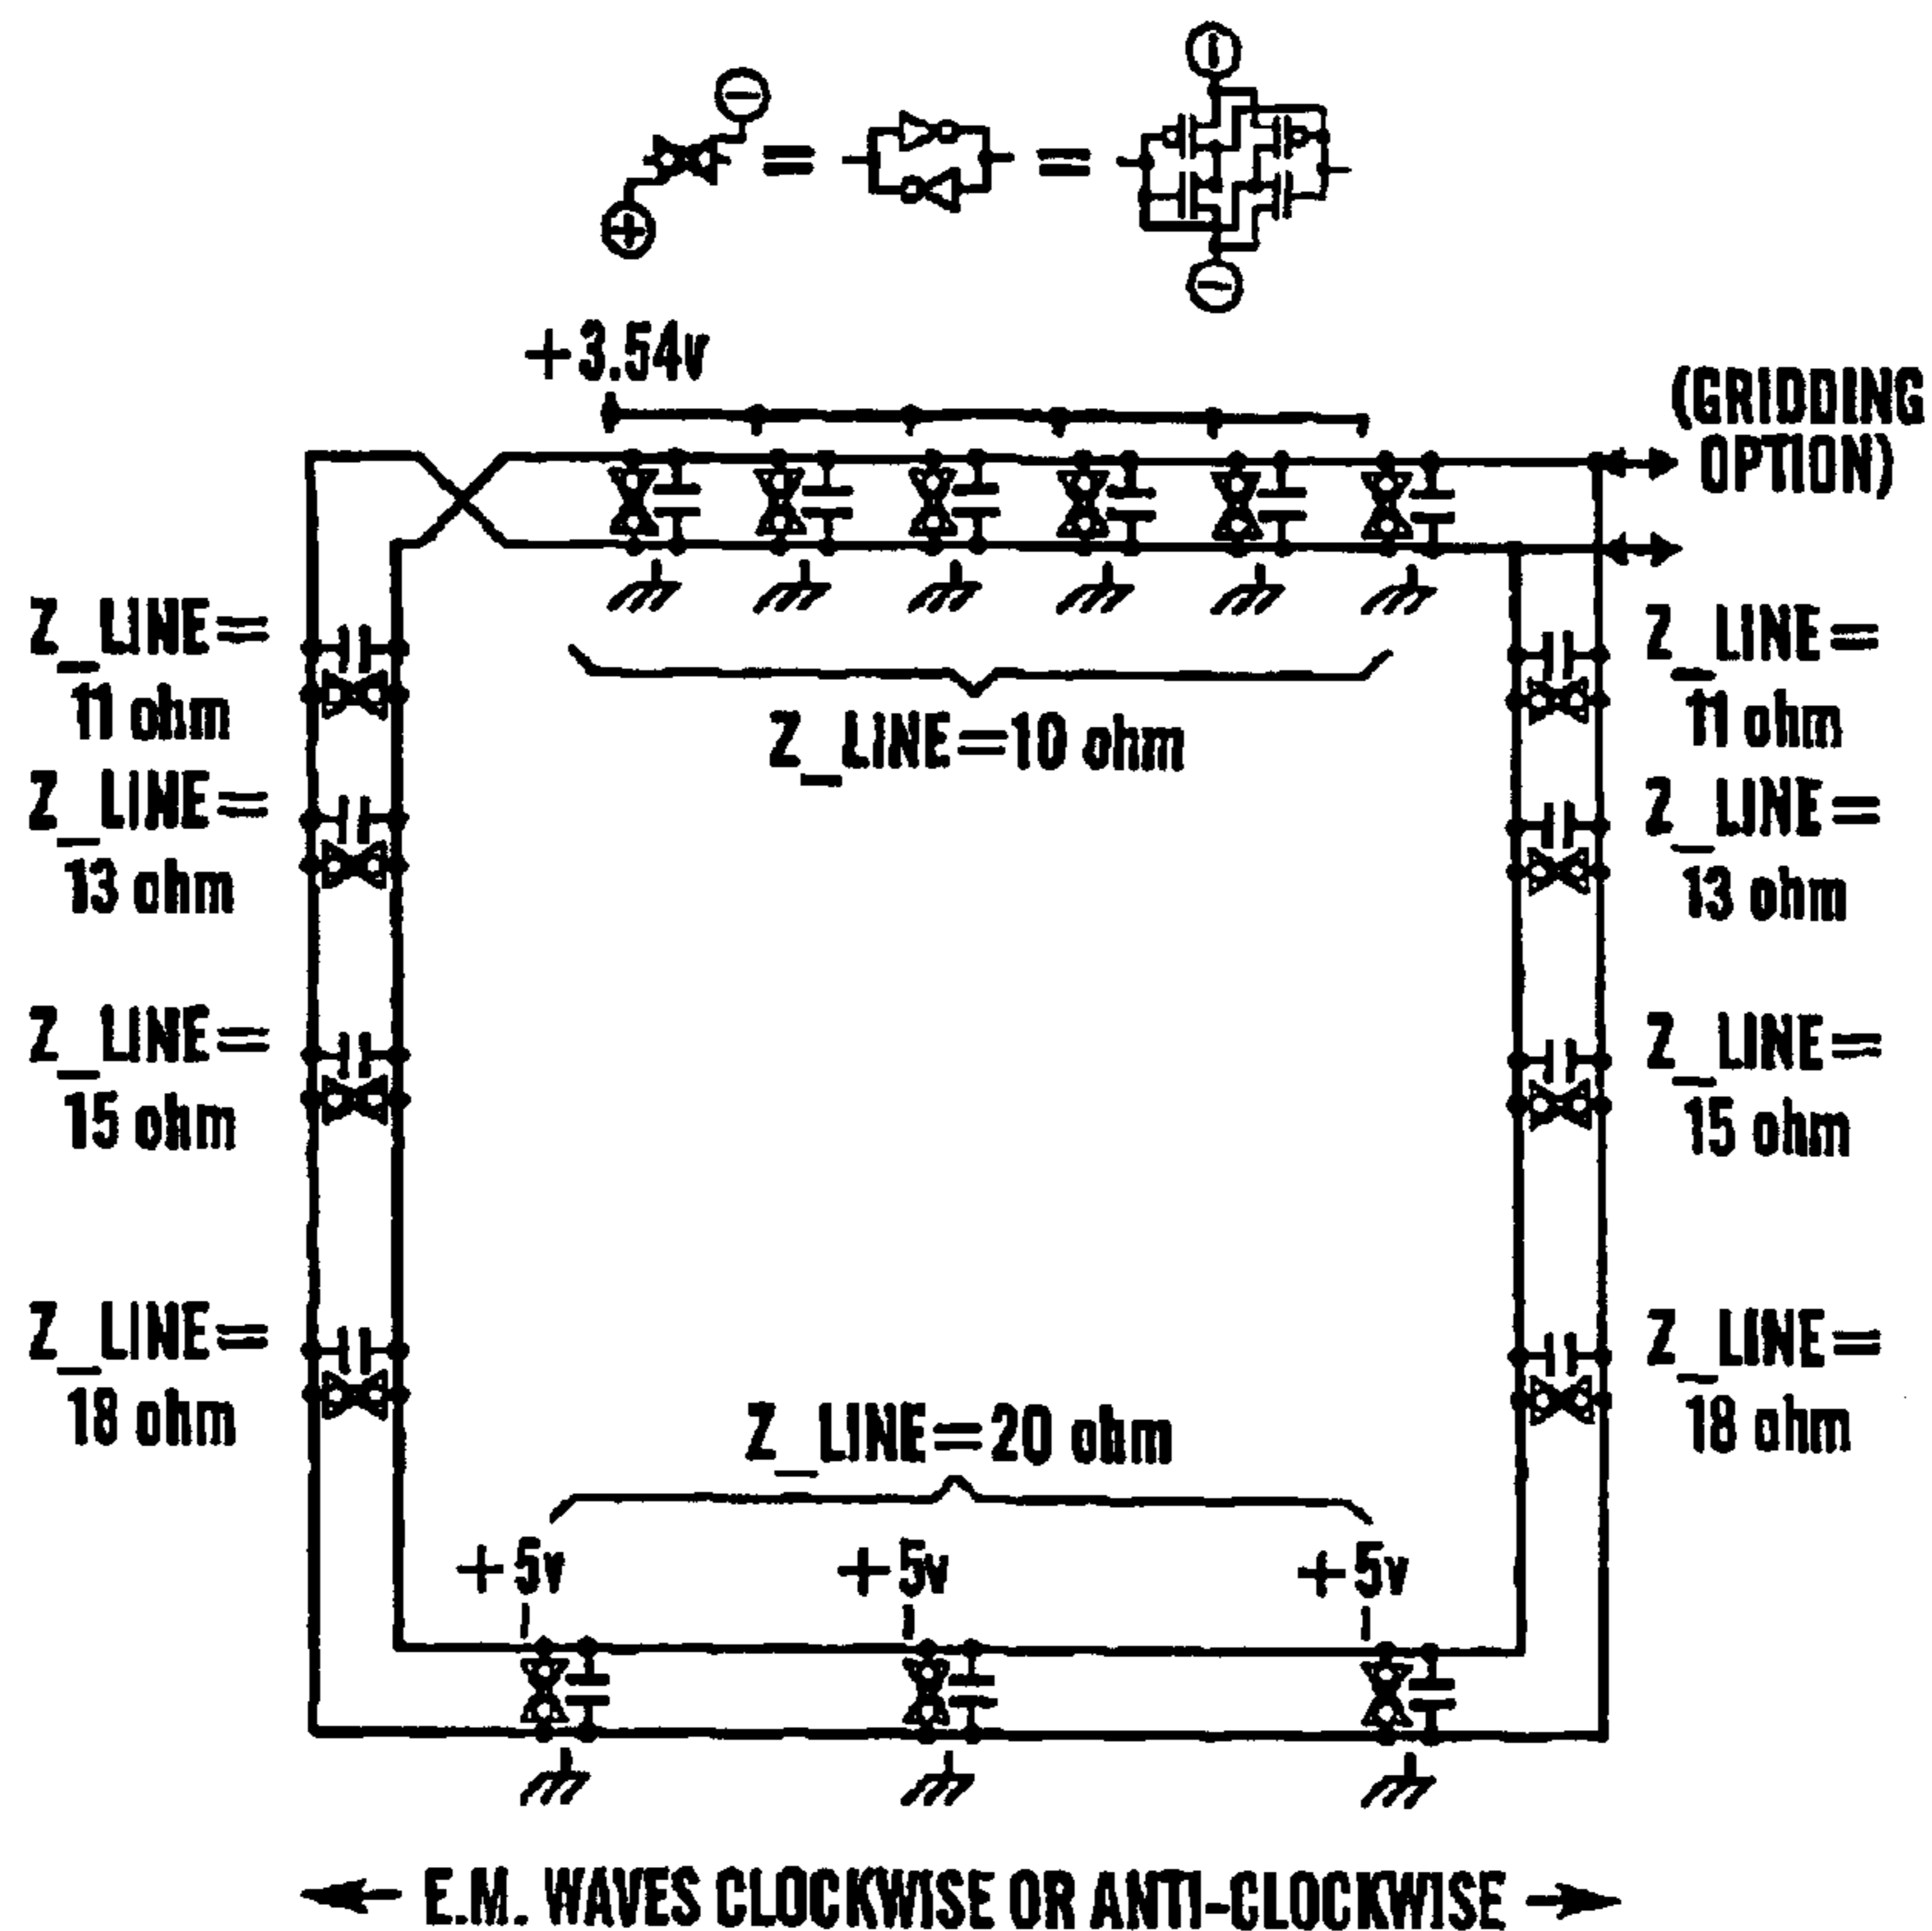 +3.54v
(GRIDDING
OPTION)
Z_LINE=
11 ohm
Z_LINE=
11 ohm
Z_LINE=10 ohm
Z_LINE=
13 ohm
Z_LINE=
13 ohm
Z_LINE=
15 ohm
Z_LINE=
15 ohm
Z_LINE=
18 ohm
Z_LINE=
18 ohm
Z_LINE=20 ohm
+5v
+5v
+5v
E.M. WAVES CLOCKWISE OR ANTI-CLOCKWISE